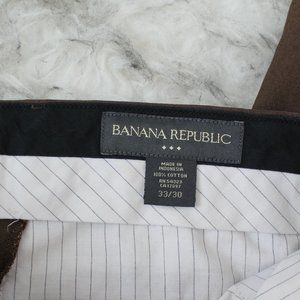 BANANA REPUBLIC
MADE IN
INDONESIA
100% COTTON
RN 54023
CA17897
33/30